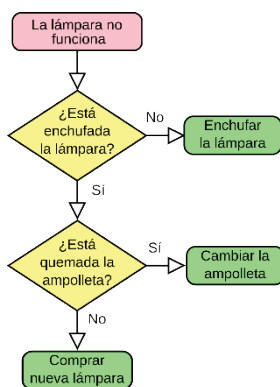 La lámpara no
funciona
¿Está
enchufada
la lámpara?
No
Enchufar
la lámpara
Sí
¿Está
quemada la
ampolleta?
Sí
Cambiar la
ampolleta
No
Comprar
nueva lámpara